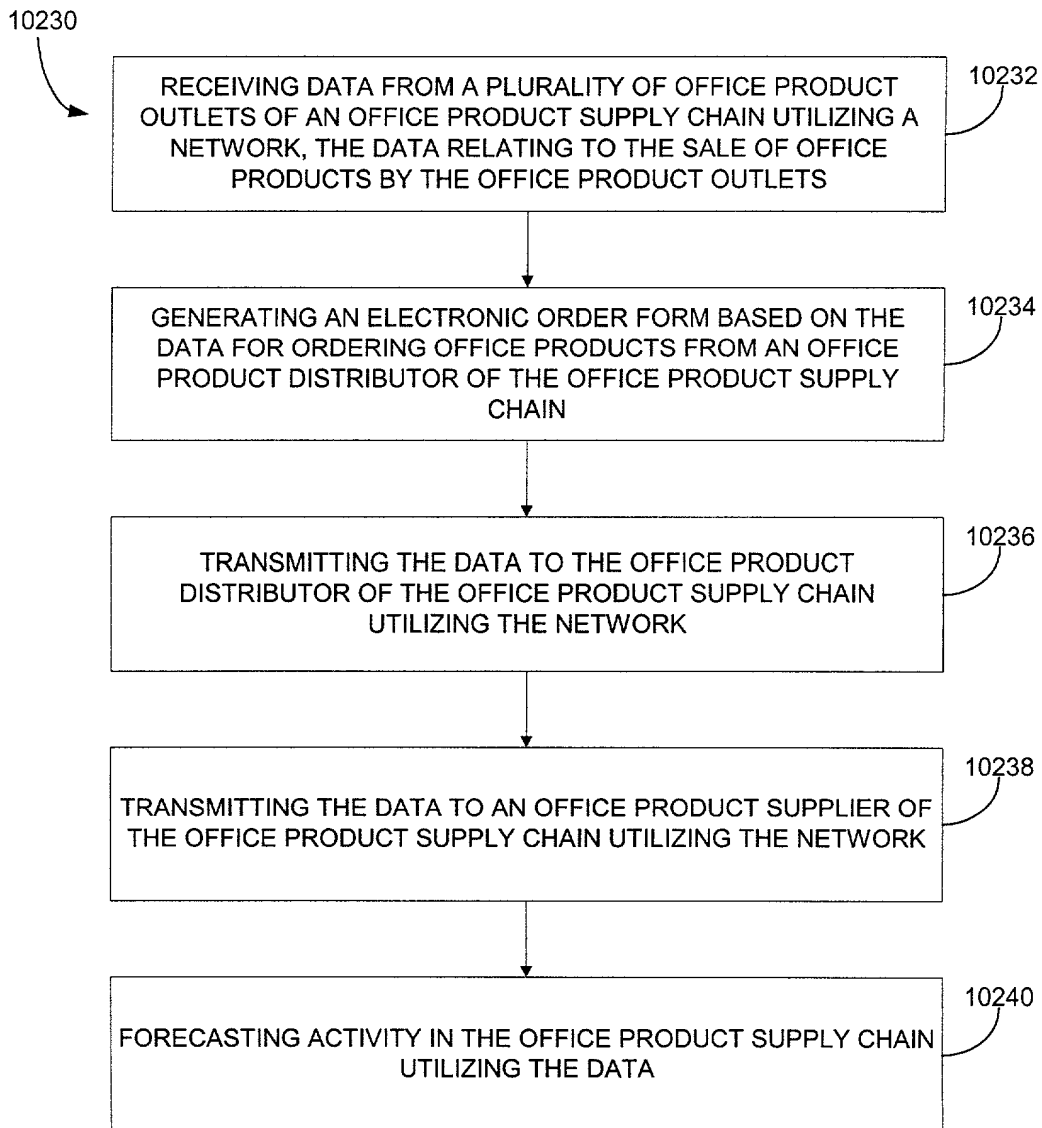 10230
RECEIVING DATA FROM A PLURALITY OF OFFICE PRODUCT
OUTLETS OF AN OFFICE PRODUCT SUPPLY CHAIN UTILIZING A
NETWORK, THE DATA RELATING TO THE SALE OF OFFICE
PRODUCTS BY THE OFFICE PRODUCT OUTLETS
10232
GENERATING AN ELECTRONIC ORDER FORM BASED ON THE
DATA FOR ORDERING OFFICE PRODUCTS FROM AN OFFICE
PRODUCT DISTRIBUTOR OF THE OFFICE PRODUCT SUPPLY
CHAIN
10234
TRANSMITTING THE DATA TO THE OFFICE PRODUCT
DISTRIBUTOR OF THE OFFICE PRODUCT SUPPLY CHAIN
UTILIZING THE NETWORK
10236
TRANSMITTING THE DATA TO AN OFFICE PRODUCT SUPPLIER OF
THE OFFICE PRODUCT SUPPLY CHAIN UTILIZING THE NETWORK
10238
FORECASTING ACTIVITY IN THE OFFICE PRODUCT SUPPLY CHAIN
UTILIZING THE DATA
10240